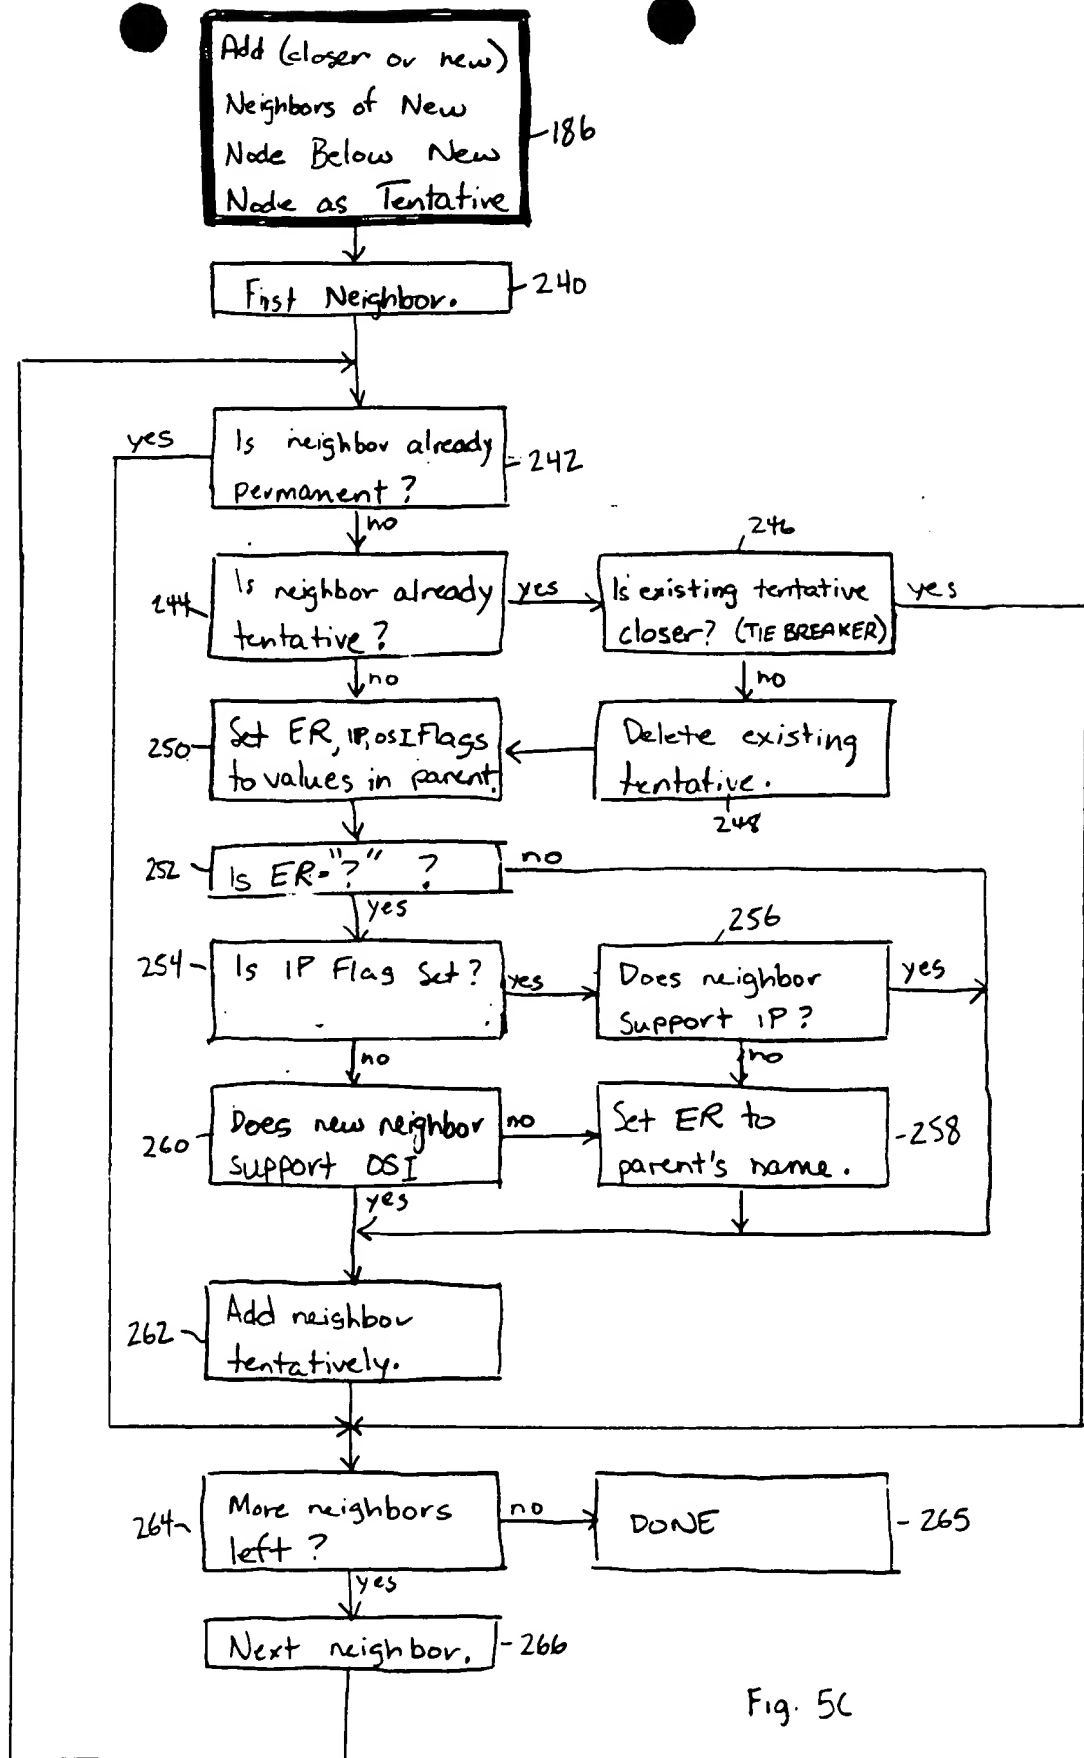 Add (closer or new)
Neighbors of New
Node Below New
Node as Tentative
186
First Neighbor.
240
yes
Is neighbor already
permanent?
242
no
246
244
Is neighbor already
tentative?
yes
Is existing tentative
closer? (TIE BREAKER)
yes
no
no
250
Set ER, IP, OSI Flags
to values in parent.
Delete existing
tentative.
248
252
Is ER="?" ?
no
yes
256
254
Is IP Flag Set?
yes
Does neighbor
support IP?
yes
no
no
260
Does new neighbor
support OSI
no
Set ER to
parent's name.
258
yes
262
Add neighbor
tentatively.
264
More neighbors
left?
no
DONE
265
yes
Next neighbor.
266
Fig. 5C